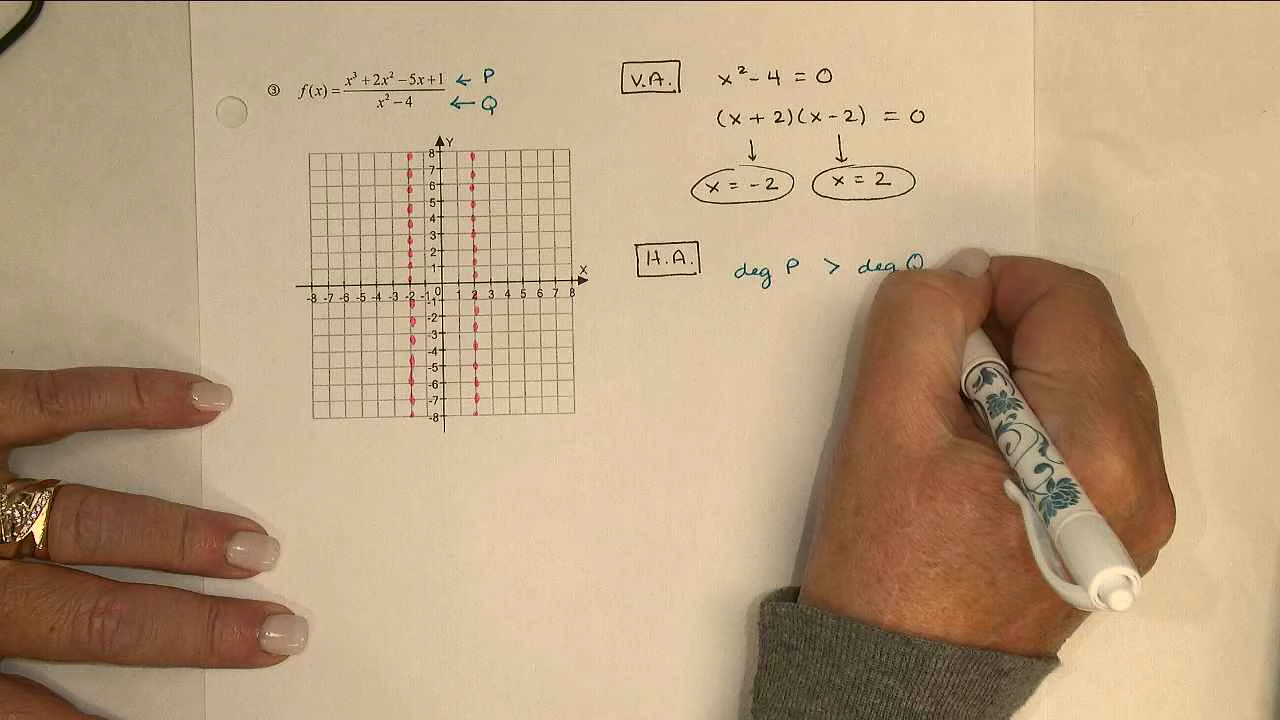 ③ f(x) = (x³ + 2x² − 5x + 1)/(x² − 4) ← P ← Q
Y
8
7
6
5
4
3
2
1
X
-8 -7 -6 -5 -4 -3 -2 -1 0 1 2 3 4 5 6 7 8
-1
-2
-3
-4
-5
-6
-7
-8
V.A. x² − 4 = 0
(x + 2)(x − 2) = 0
↓ ↓
x = −2 x = 2
H.A. deg P > deg Q